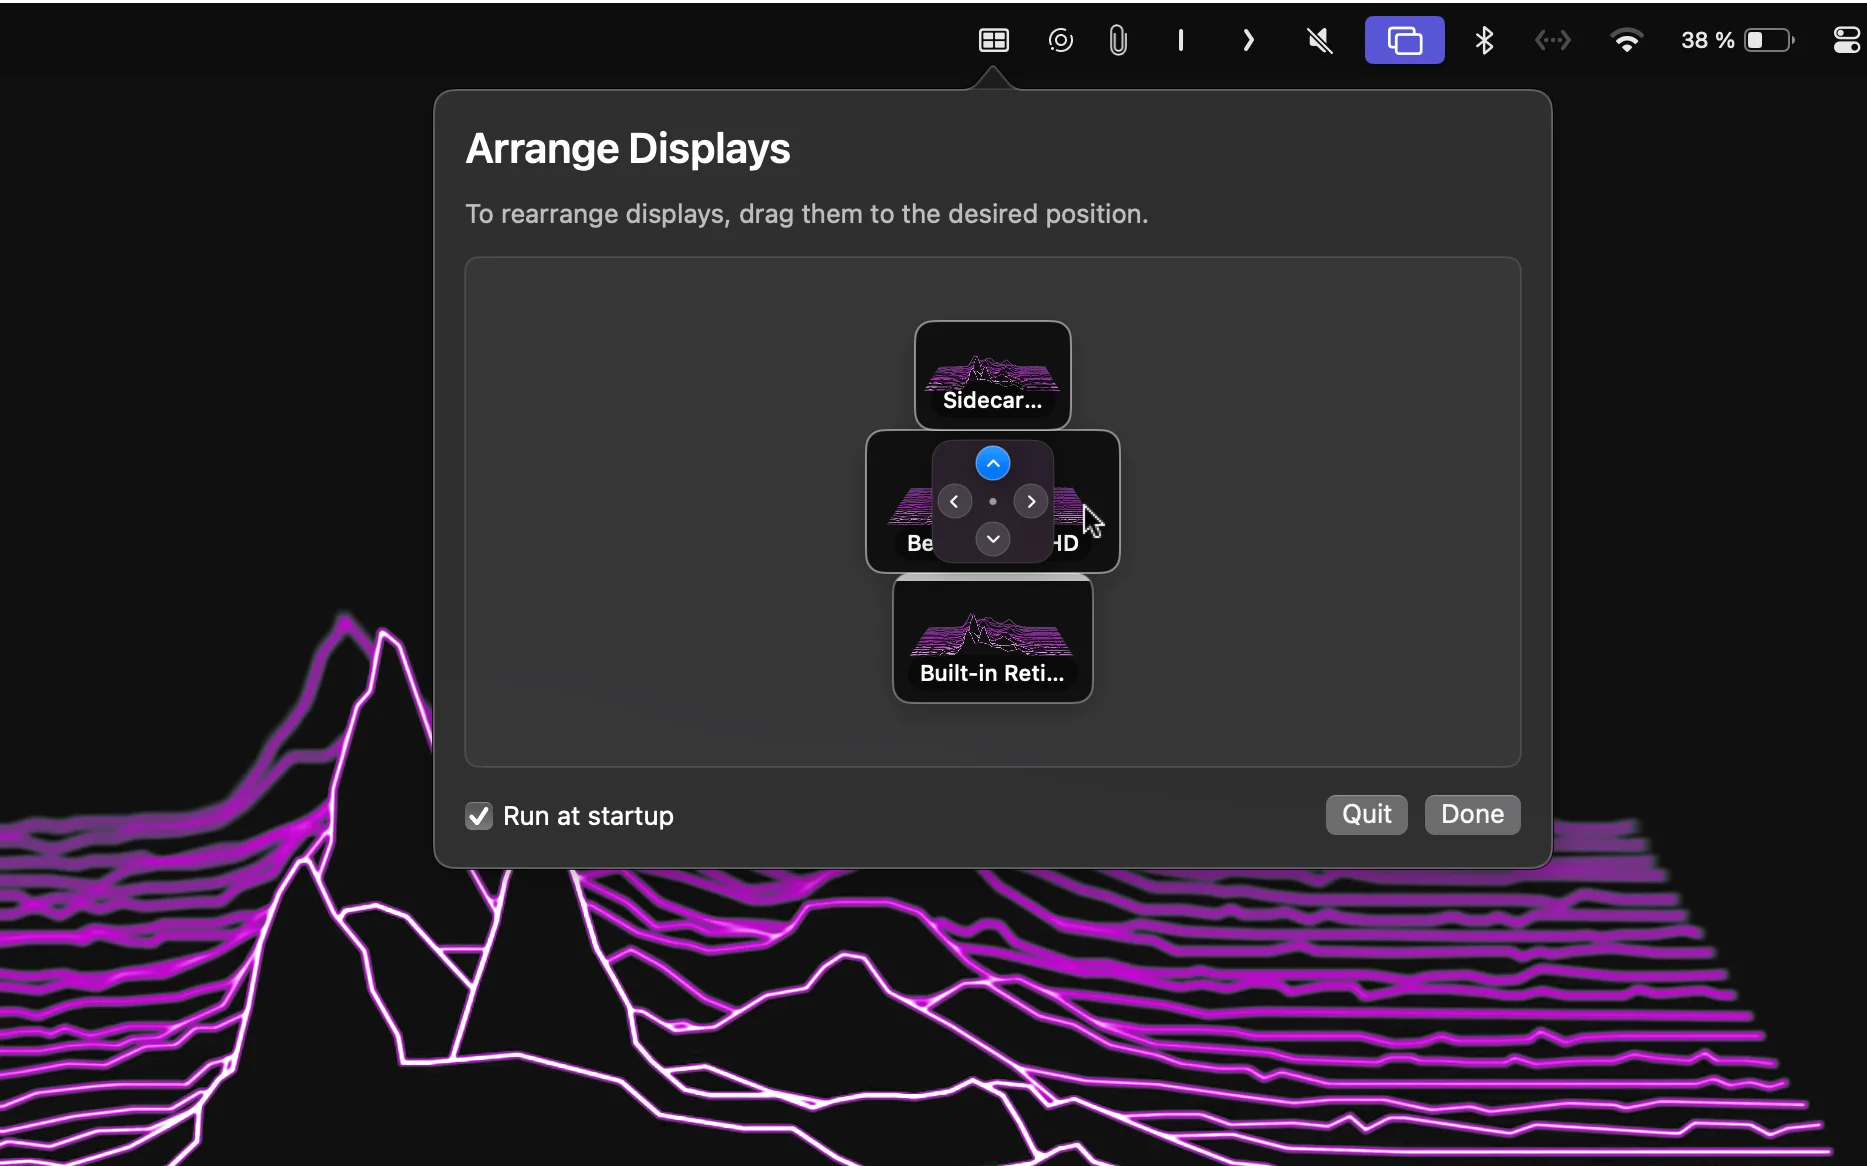 38 %
Arrange Displays
To rearrange displays, drag them to the desired position.
Sidecar...
Be
HD
Built-in Reti...
Run at startup
Quit
Done